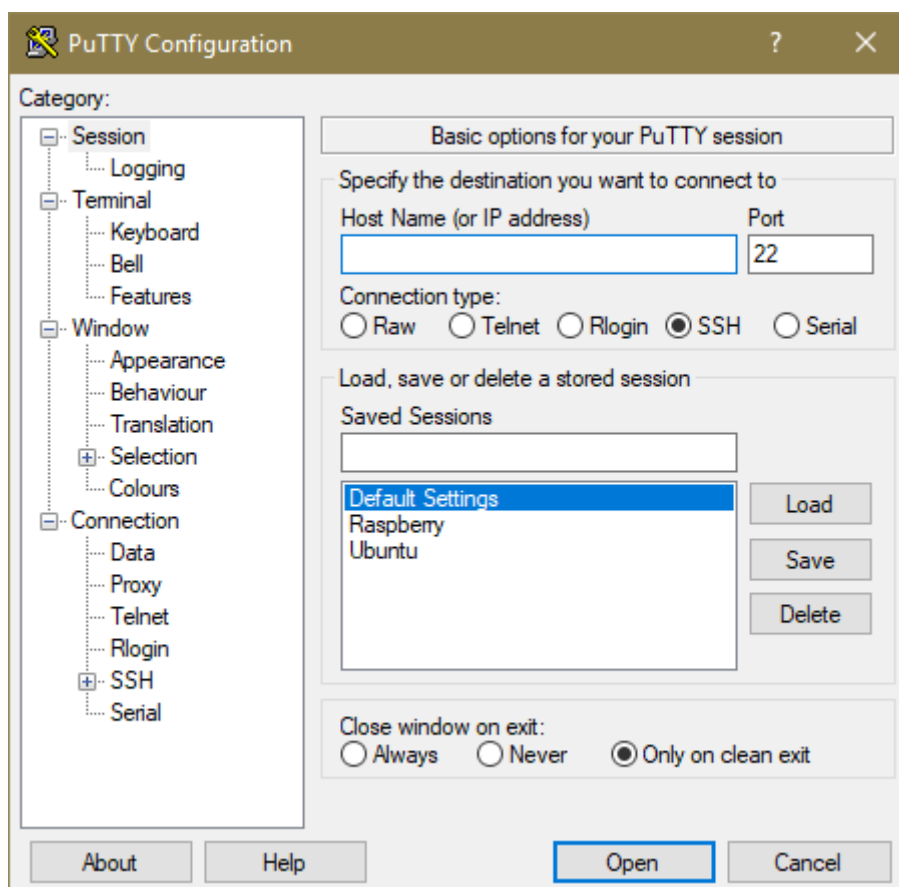 PuTTY Configuration
?
Category:
Session
Logging
Terminal
Keyboard
Bell
Features
Window
Appearance
Behaviour
Translation
Selection
Colours
Connection
Data
Proxy
Telnet
Rlogin
SSH
Serial
Basic options for your PuTTY session
Specify the destination you want to connect to
Host Name (or IP address) Port
22
Connection type:
Raw Telnet Rlogin SSH Serial
Load, save or delete a stored session
Saved Sessions
Default Settings
Raspberry
Ubuntu
Load
Save
Delete
Close window on exit:
Always Never Only on clean exit
About Help Open Cancel